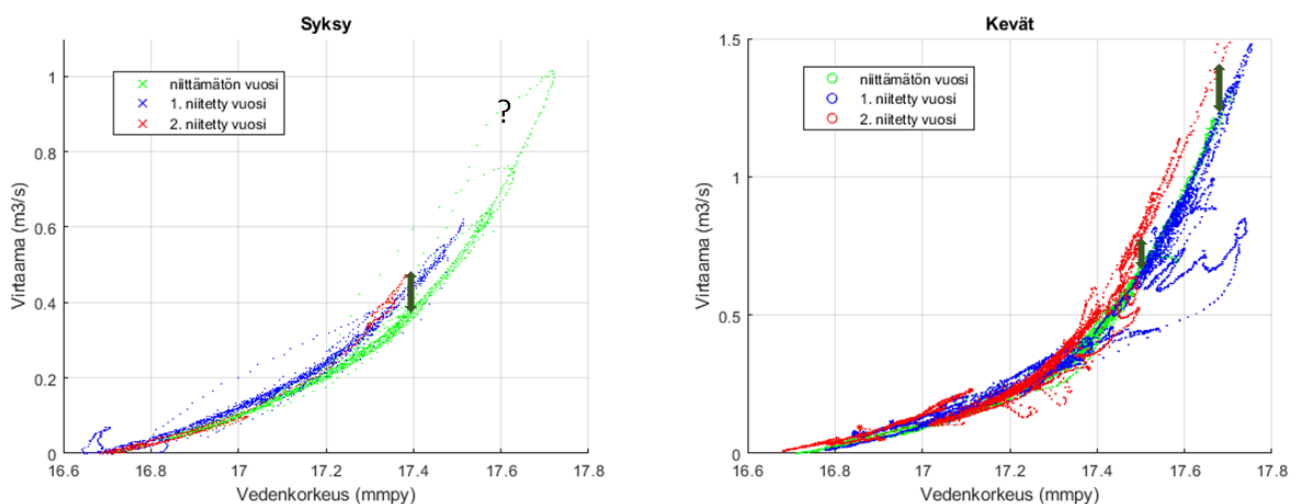 Syksy
1
0.8
0.6
0.4
0.2
0
Virtaama (m3/s)
niittämätön vuosi
1. niitetty vuosi
2. niitetty vuosi
?
16.6 16.8 17 17.2 17.4 17.6 17.8
Vedenkorkeus (mmpy)
Kevät
1.5
1
0.5
0
Virtaama (m3/s)
niittämätön vuosi
1. niitetty vuosi
2. niitetty vuosi
16.6 16.8 17 17.2 17.4 17.6 17.8
Vedenkorkeus (mmpy)